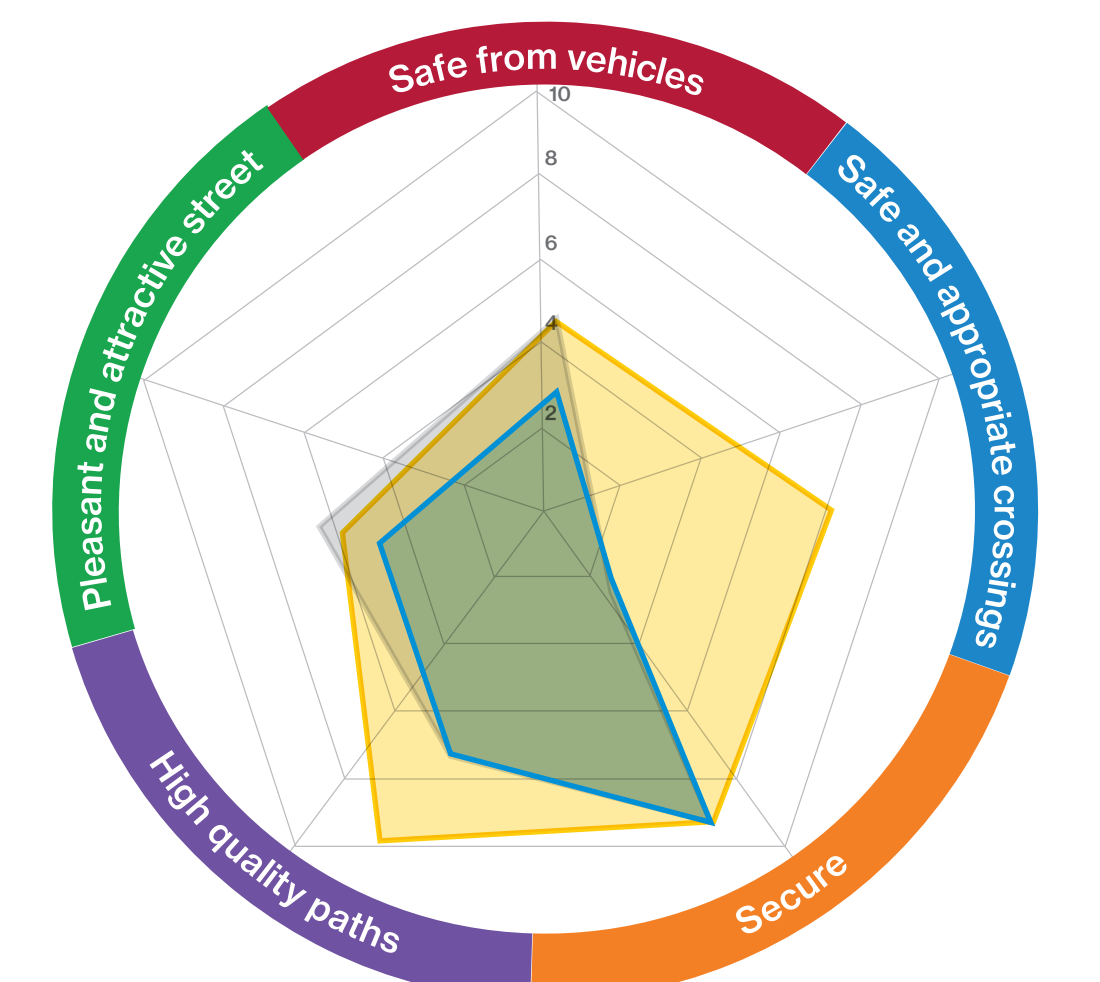 Safe from vehicles
10
8
6
4
2
Safe and appropriate crossings
Secure
High quality paths
Pleasant and attractive street